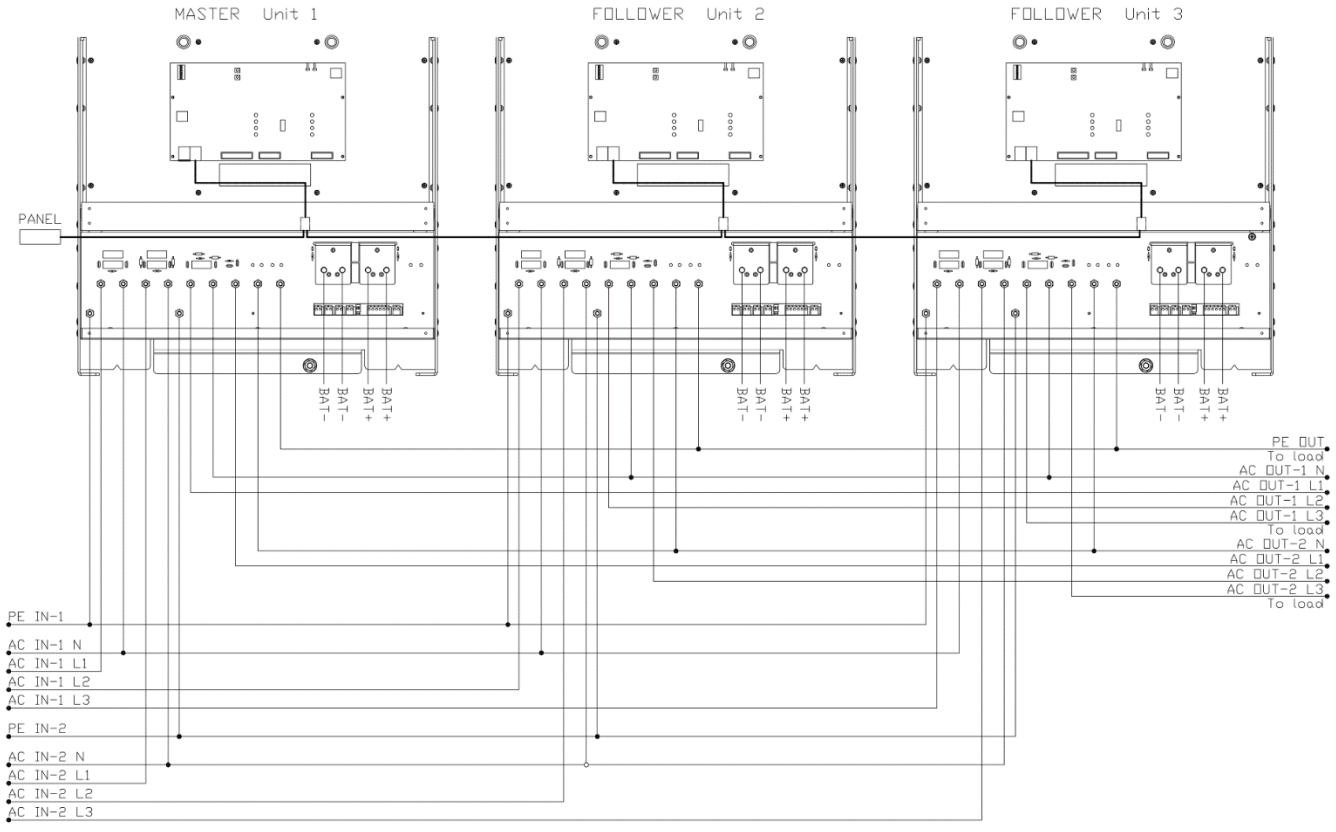 MASTER Unit 1
FOLLOWER Unit 2
FOLLOWER Unit 3
PANEL
BAT-
BAT-
BAT+
BAT+
BAT-
BAT-
BAT+
BAT+
BAT-
BAT-
BAT+
BAT+
PE OUT
To load
AC OUT-1 N
AC OUT-1 L1
AC OUT-1 L2
AC OUT-1 L3
To load
AC OUT-2 N
AC OUT-2 L1
AC OUT-2 L2
AC OUT-2 L3
To load
PE IN-1
AC IN-1 N
AC IN-1 L1
AC IN-1 L2
AC IN-1 L3
PE IN-2
AC IN-2 N
AC IN-2 L1
AC IN-2 L2
AC IN-2 L3